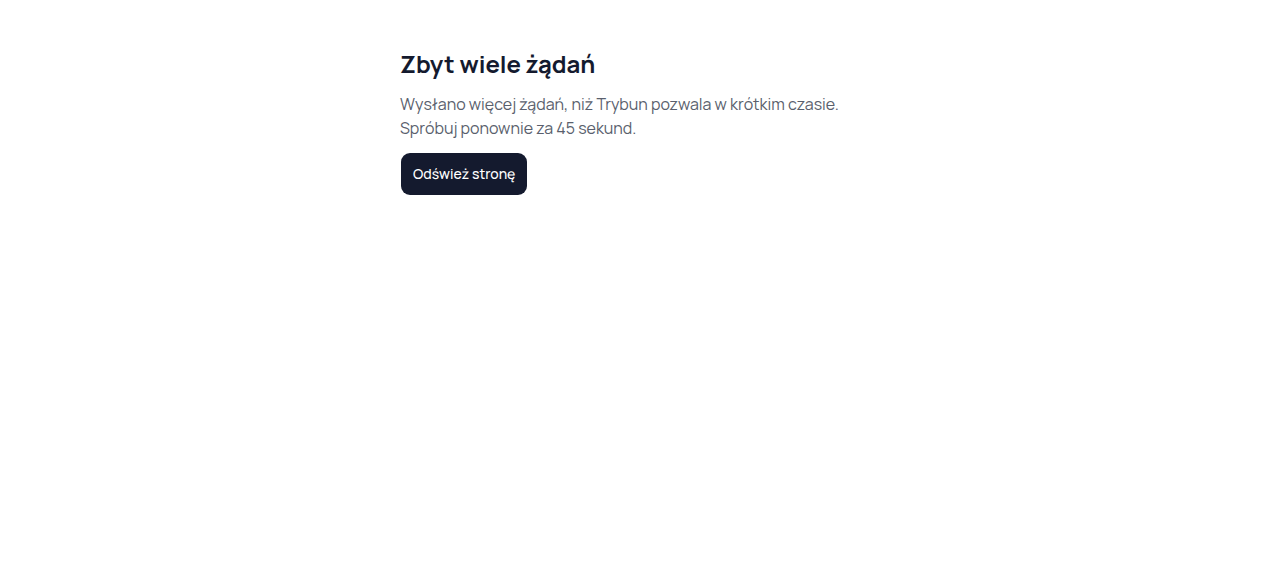 Zbyt wiele żądań
Wysłano więcej żądań, niż Trybun pozwala w krótkim czasie.
Spróbuj ponownie za 45 sekund.
Odśwież stronę